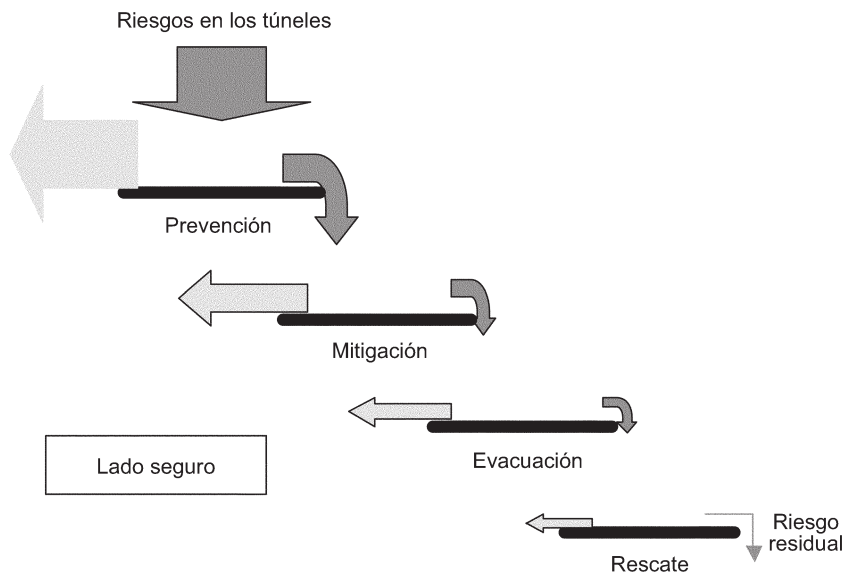 Riesgos en los túneles
Prevención
Mitigación
Evacuación
Lado seguro
Riesgo
residual
Rescate